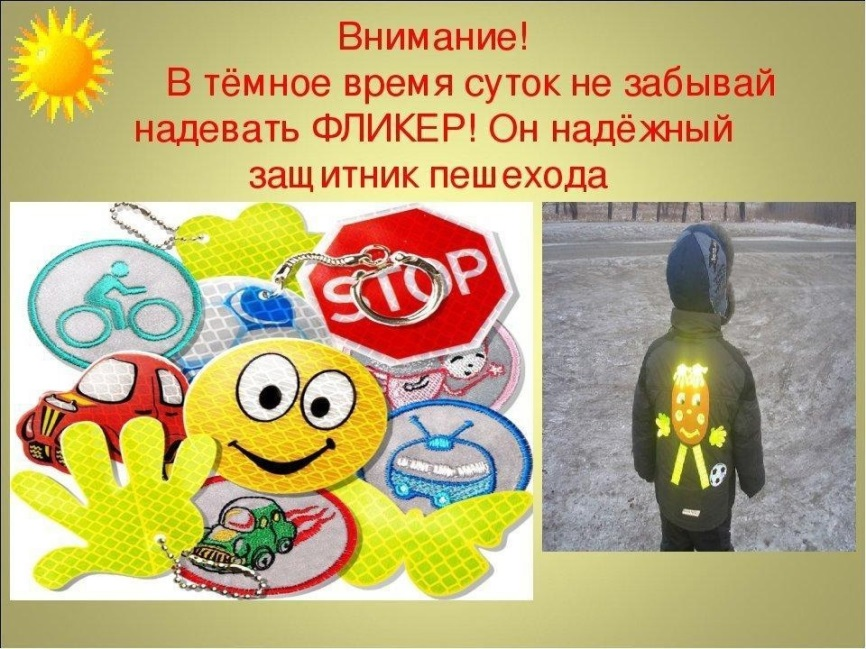 Внимание!
В тёмное время суток не забывай
надевать ФЛИКЕР! Он надёжный
защитник пешехода
STOP